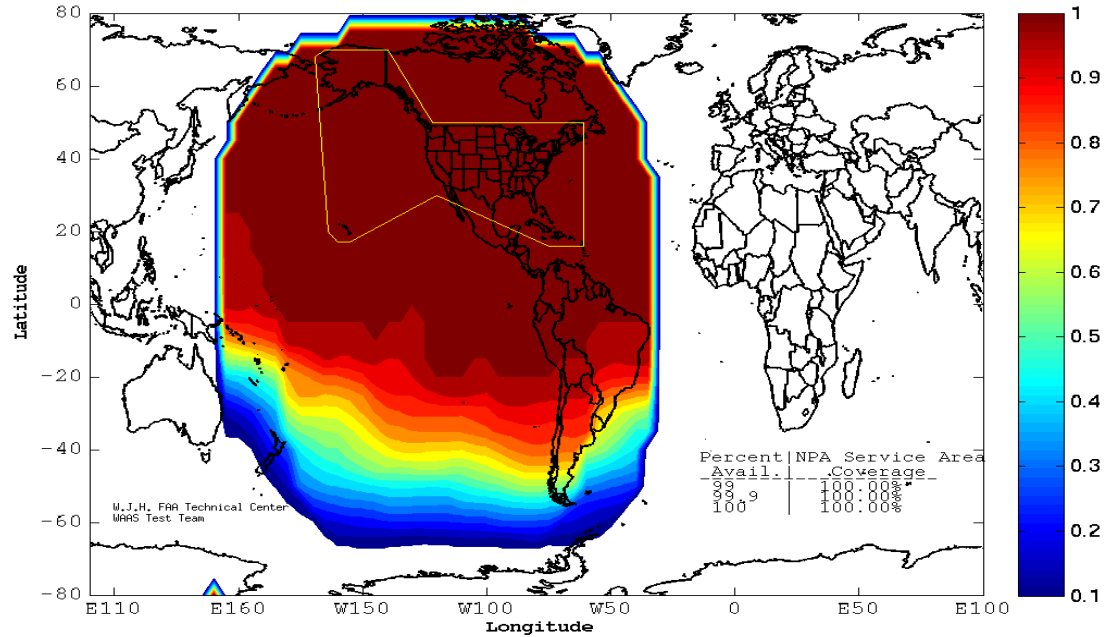 80
60
40
20
0
−20
−40
−60
−80
Latitude
E110 E160 W150 W100 W50 0 E50 E100
Longitude
W.J.H. FAA Technical Center
WAAS Test Team
Percent|NPA Service Area
Avail.| Coverage
99 | 100.00%
99.9 | 100.00%
100 | 100.00%
1
0.9
0.8
0.7
0.6
0.5
0.4
0.3
0.2
0.1